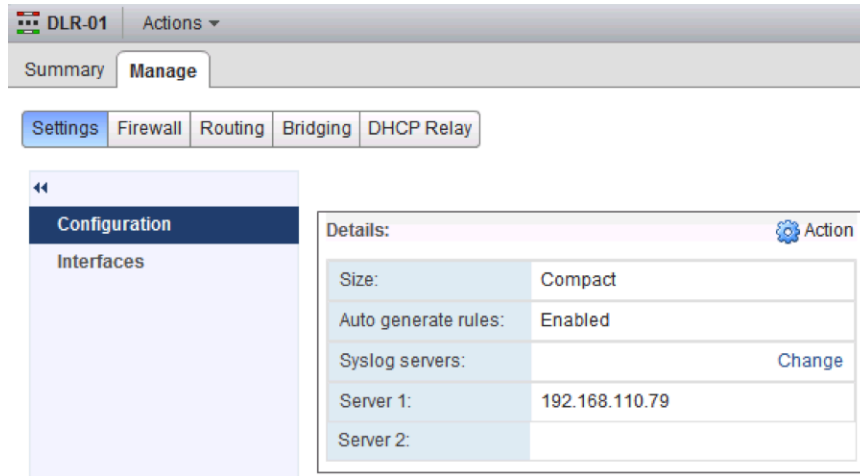 DLR-01 Actions
Summary Manage
Settings Firewall Routing Bridging DHCP Relay
Configuration
Interfaces
Details: Action
Size: Compact
Auto generate rules: Enabled
Syslog servers: Change
Server 1: 192.168.110.79
Server 2: